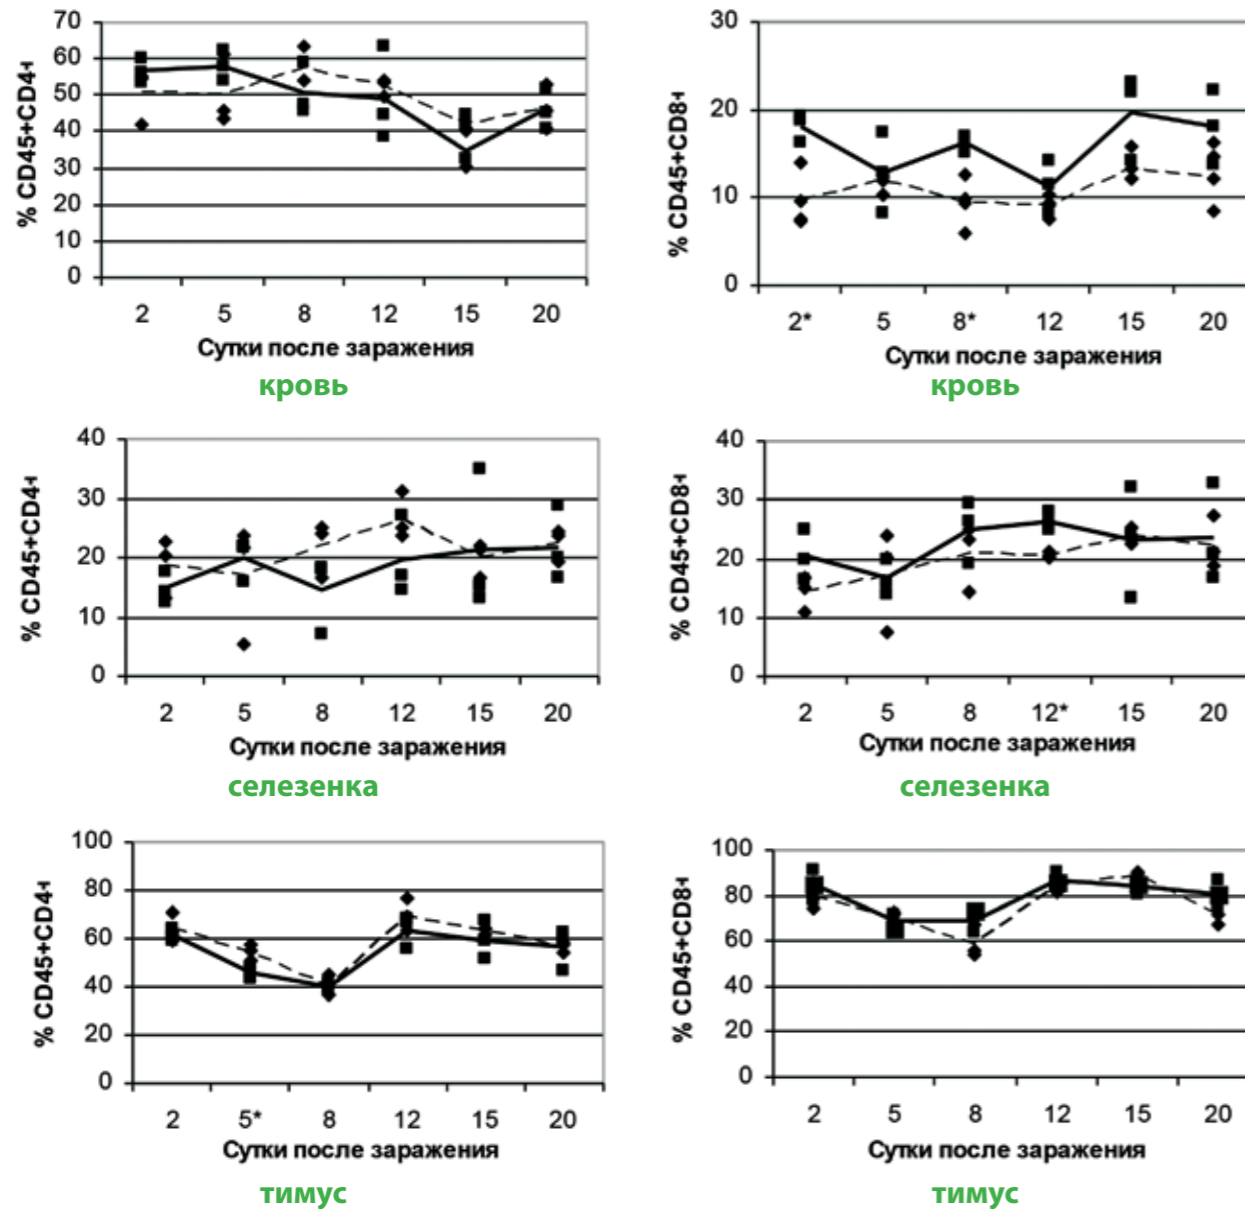 70
60
50
40
30
20
10
0
% CD45+CD4+
2 5 8 12 15 20
Сутки после заражения
кровь
30
20
10
0
% CD45+CD8+
2* 5 8* 12 15 20
Сутки после заражения
кровь
40
30
20
10
0
% CD45+CD4+
2 5 8 12 15 20
Сутки после заражения
селезенка
40
30
20
10
0
% CD45+CD8+
2 5 8 12* 15 20
Сутки после заражения
селезенка
100
80
60
40
20
0
% CD45+CD4+
2 5* 8 12 15 20
Сутки после заражения
тимус
100
80
60
40
20
0
% CD45+CD8+
2 5 8 12 15 20
Сутки после заражения
тимус